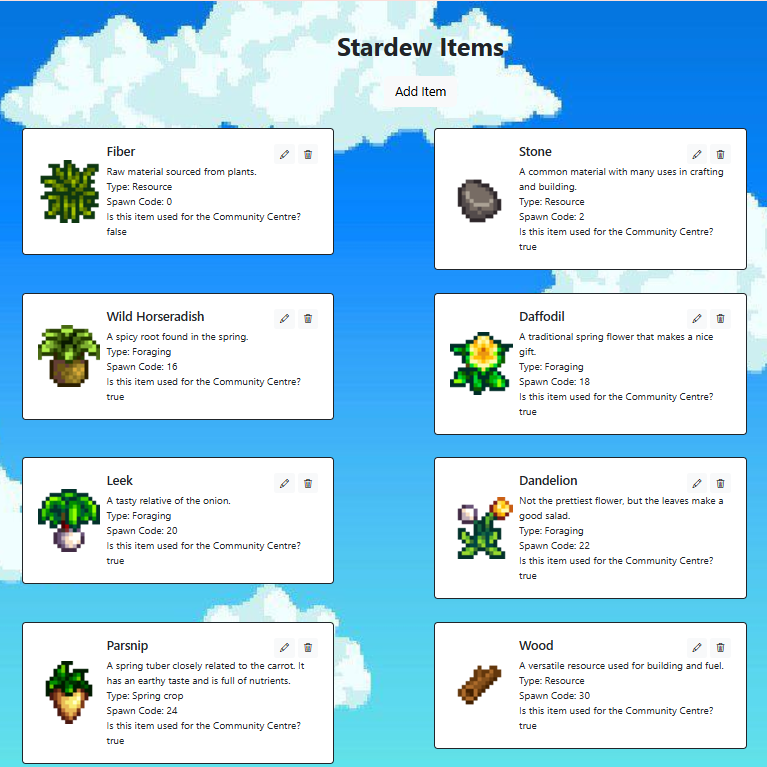 Stardew Items
Add Item
Fiber
Raw material sourced from plants.
Type: Resource
Spawn Code: 0
Is this item used for the Community Centre?
false
Stone
A common material with many uses in crafting
and building.
Type: Resource
Spawn Code: 2
Is this item used for the Community Centre?
true
Wild Horseradish
A spicy root found in the spring.
Type: Foraging
Spawn Code: 16
Is this item used for the Community Centre?
true
Daffodil
A traditional spring flower that makes a nice
gift.
Type: Foraging
Spawn Code: 18
Is this item used for the Community Centre?
true
Leek
A tasty relative of the onion.
Type: Foraging
Spawn Code: 20
Is this item used for the Community Centre?
true
Dandelion
Not the prettiest flower, but the leaves make a
good salad.
Type: Foraging
Spawn Code: 22
Is this item used for the Community Centre?
true
Parsnip
A spring tuber closely related to the carrot. It
has an earthy taste and is full of nutrients.
Type: Spring crop
Spawn Code: 24
Is this item used for the Community Centre?
true
Wood
A versatile resource used for building and fuel.
Type: Resource
Spawn Code: 30
Is this item used for the Community Centre?
true